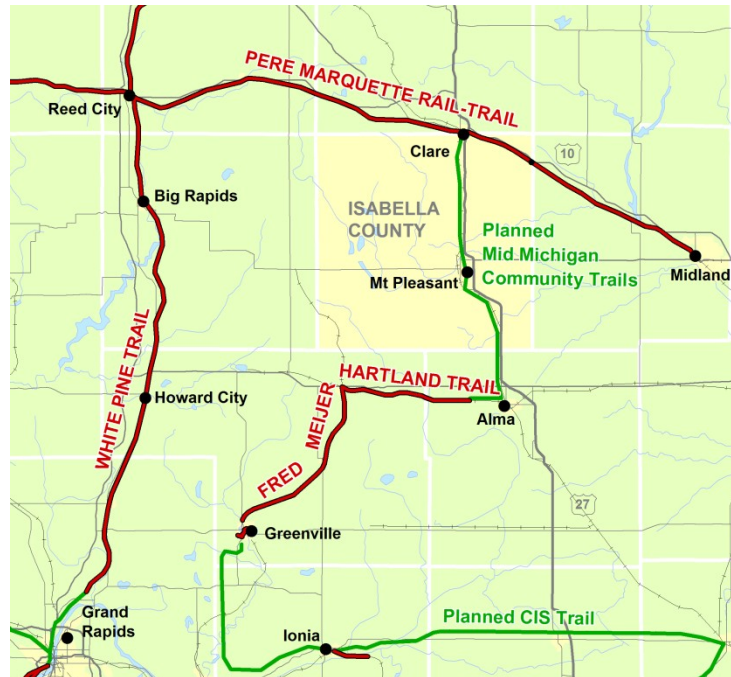 PERE MARQUETTE RAIL-TRAIL
Reed City
Clare
10
Big Rapids
ISABELLA
COUNTY
Planned
Mid Michigan
Community Trails
Midland
Mt Pleasant
WHITE PINE TRAIL
HARTLAND TRAIL
MEIJER
FRED
Howard City
Alma
27
Greenville
Grand
Rapids
Ionia
Planned CIS Trail